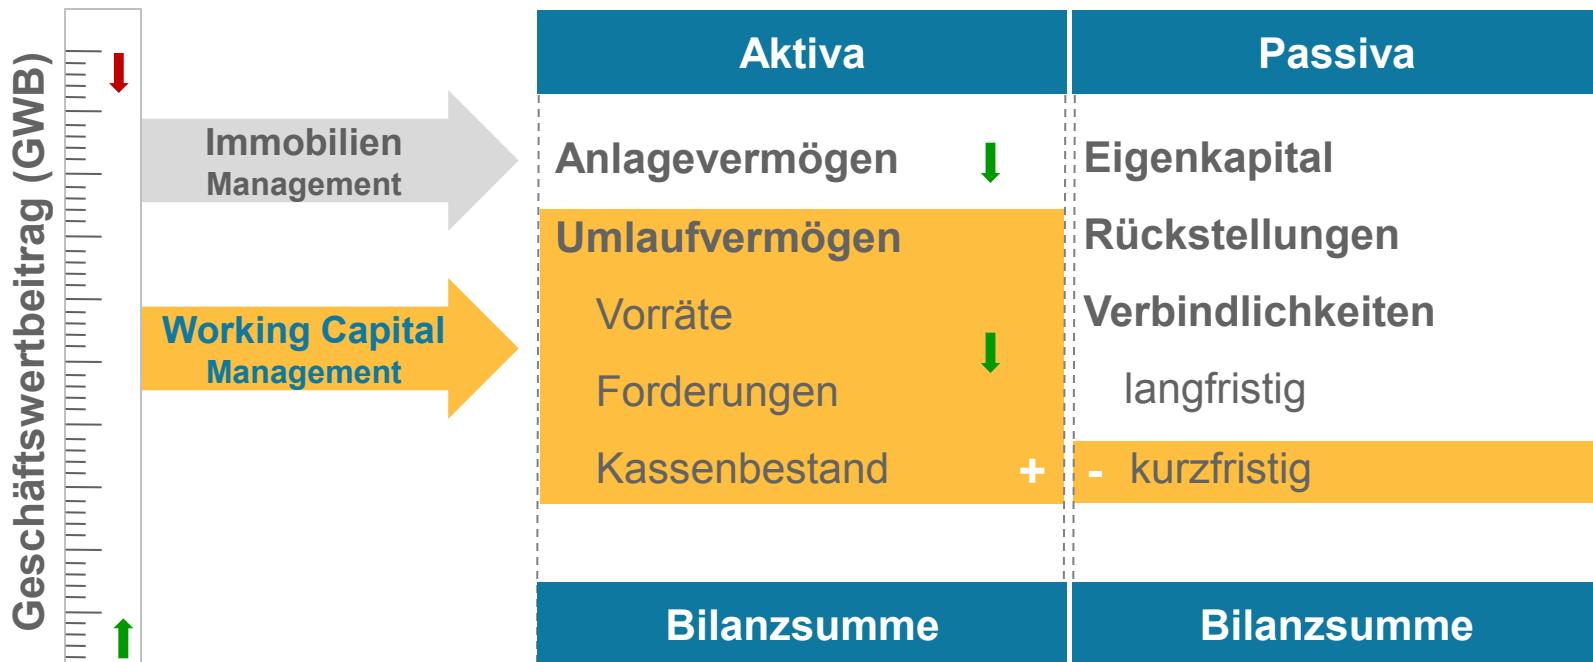 Geschäftswertbeitrag (GWB)
Immobilien
Management
Working Capital
Management
Aktiva
Passiva
Anlagevermögen
Eigenkapital
Umlaufvermögen
Rückstellungen
Vorräte
Verbindlichkeiten
Forderungen
langfristig
Kassenbestand +
- kurzfristig
Bilanzsumme
Bilanzsumme